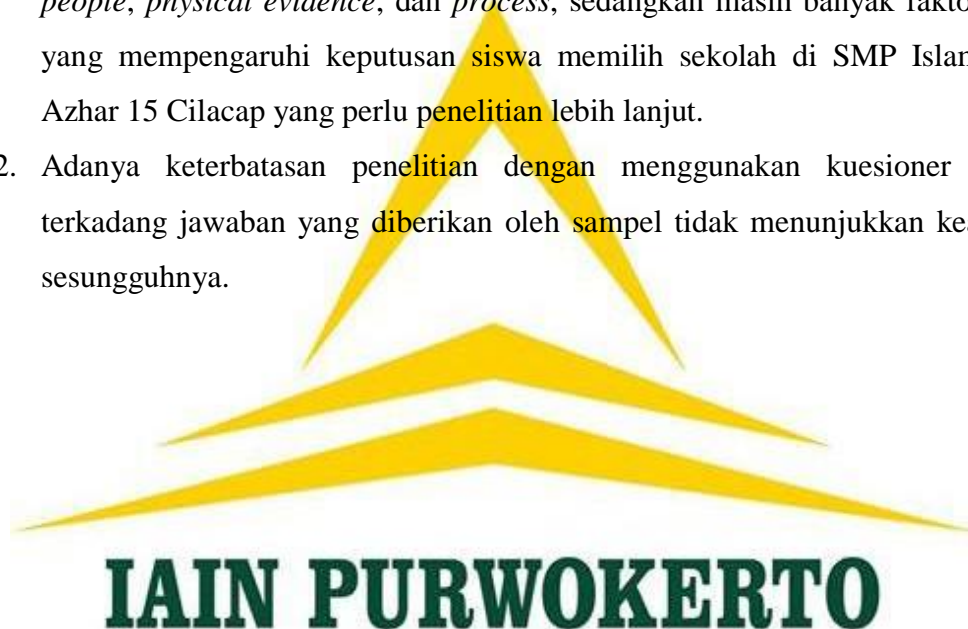 people, physical evidence, dan process, sedangkan masih banyak
yang mempengaruhi keputusan siswa memilih sekolah di SMP
Azhar 15 Cilacap yang perlu penelitian lebih lanjut.
2. Adanya keterbatasan penelitian dengan menggunakan kuesioner
terkadang jawaban yang diberikan oleh sampel tidak menunjukkan
sesungguhnya.
IAIN PURWOKERTO